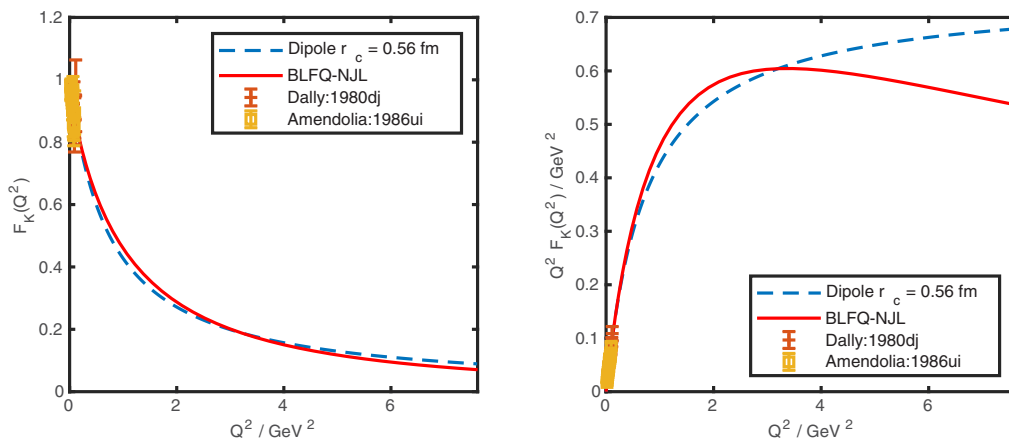 1.2
1
0.8
0.6
0.4
0.2
0
0 2 4 6
F_K(Q^2)
Q^2 / GeV^2
Dipole r_c = 0.56 fm
BLFQ-NJL
Dally:1980dj
Amendolia:1986ui
0.7
0.6
0.5
0.4
0.3
0.2
0.1
0
0 2 4 6
Q^2 F_K(Q^2) / GeV^2
Q^2 / GeV^2
Dipole r_c = 0.56 fm
BLFQ-NJL
Dally:1980dj
Amendolia:1986ui